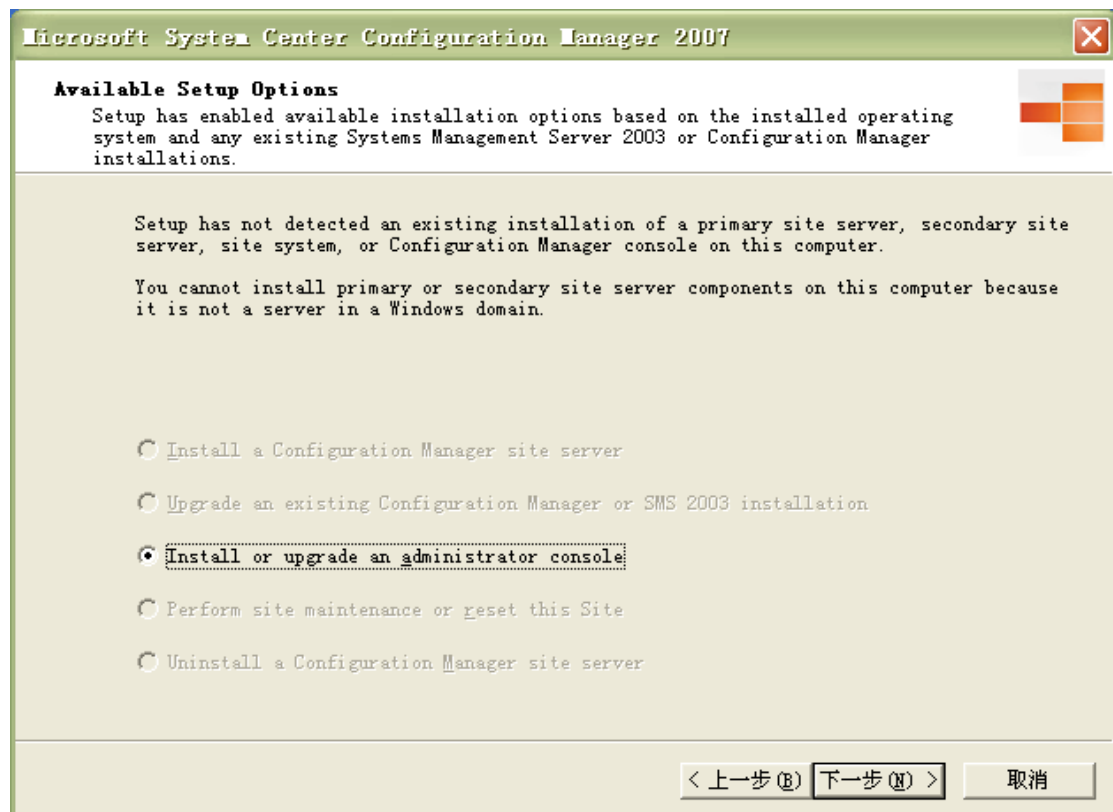 Microsoft System Center Configuration Manager 2007
Available Setup Options
Setup has enabled available installation options based on the installed operating
system and any existing Systems Management Server 2003 or Configuration Manager
installations.
Setup has not detected an existing installation of a primary site server, secondary site
server, site system, or Configuration Manager console on this computer.
You cannot install primary or secondary site server components on this computer because
it is not a server in a Windows domain.
Install a Configuration Manager site server
Upgrade an existing Configuration Manager or SMS 2003 installation
Install or upgrade an administrator console
Perform site maintenance or reset this Site
Uninstall a Configuration Manager site server
< 上一步(B) 下一步(N) > 取消